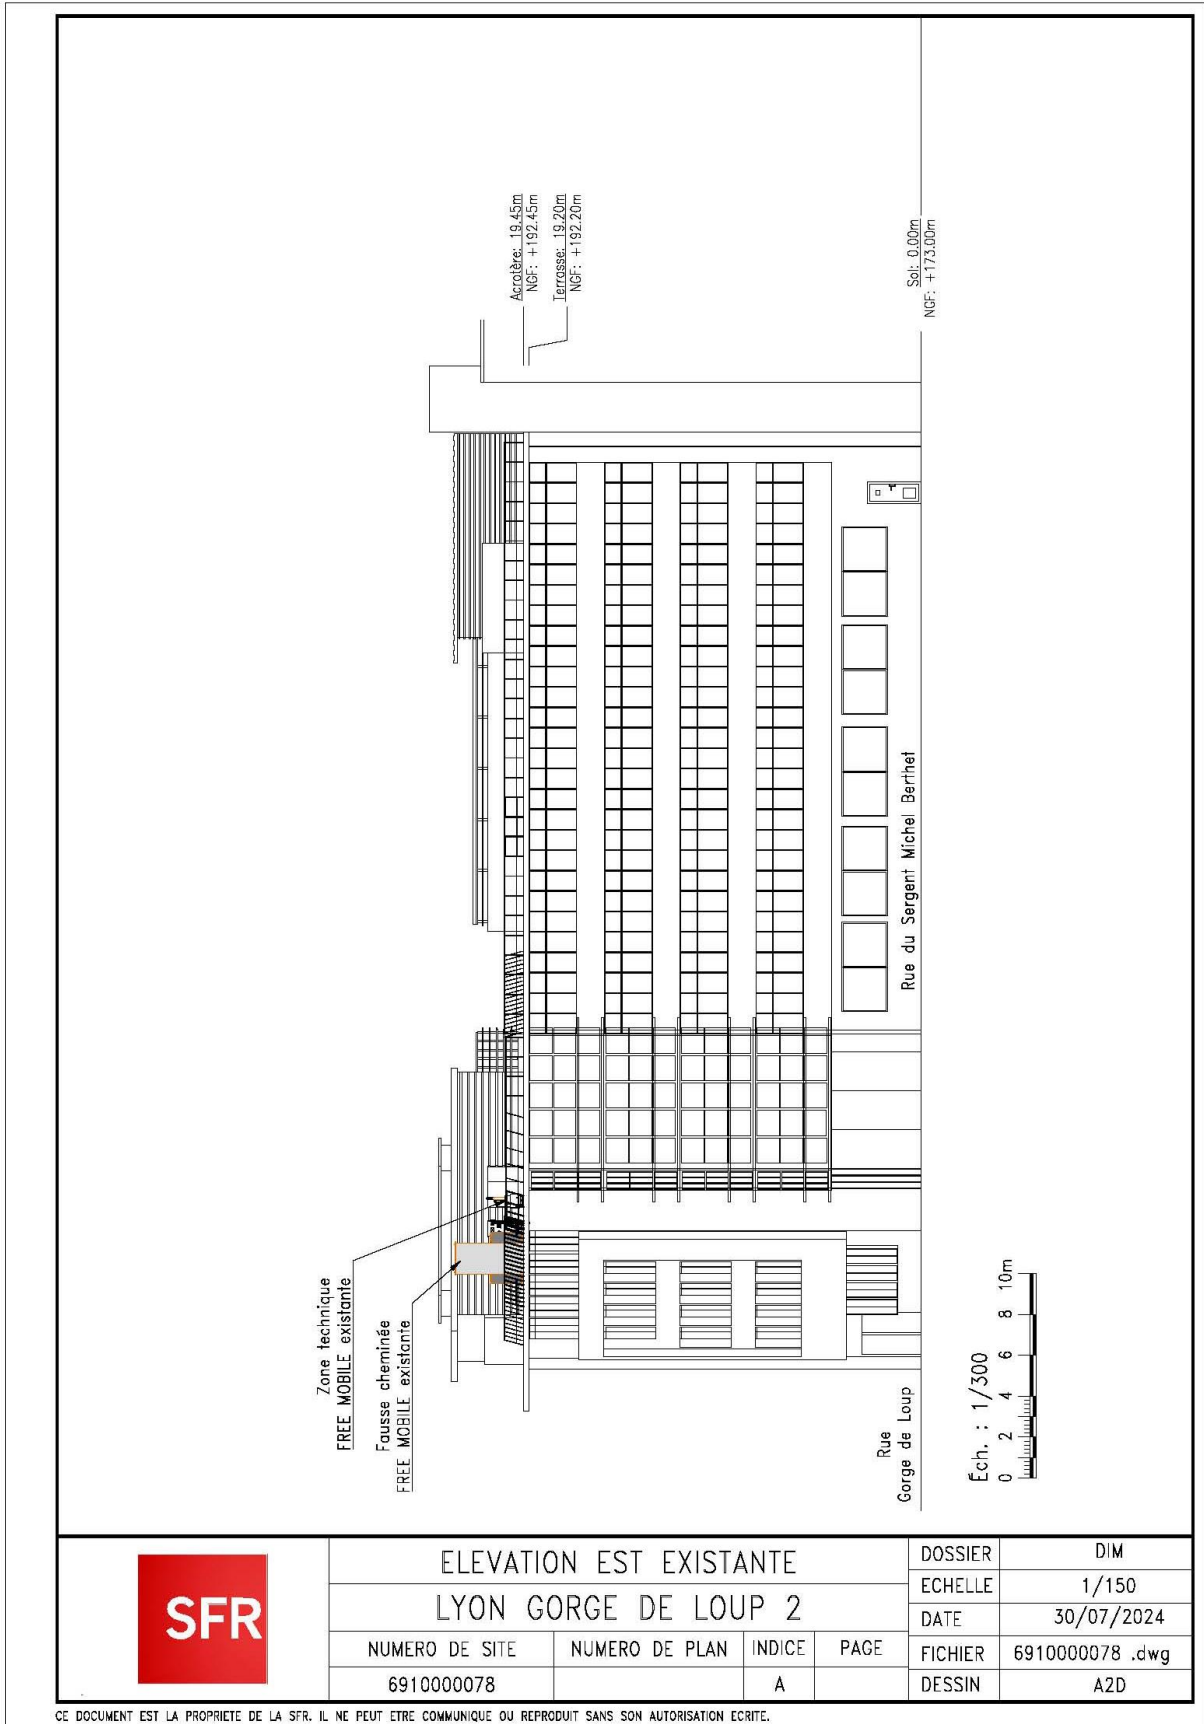 Acrotère: 19.45m
NGF: +192.45m
Terrasse: 19.20m
NGF: +192.20m
Sol: 0.00m
NGF: +173.00m
Rue du Sergent Michel Berthet
Zone technique
FREE MOBILE existante
Fausse cheminée
FREE MOBILE existante
Rue
Gorge de Loup
Éch. : 1/300
0 2 4 6 8 10m
SFR
ELEVATION EST EXISTANTE
LYON GORGE DE LOUP 2
NUMERO DE SITE NUMERO DE PLAN INDICE PAGE
6910000078 A
DOSSIER DIM
ECHELLE 1/150
DATE 30/07/2024
FICHIER 6910000078 .dwg
DESSIN A2D
CE DOCUMENT EST LA PROPRIETE DE LA SFR. IL NE PEUT ETRE COMMUNIQUE OU REPRODUIT SANS SON AUTORISATION ECRITE.